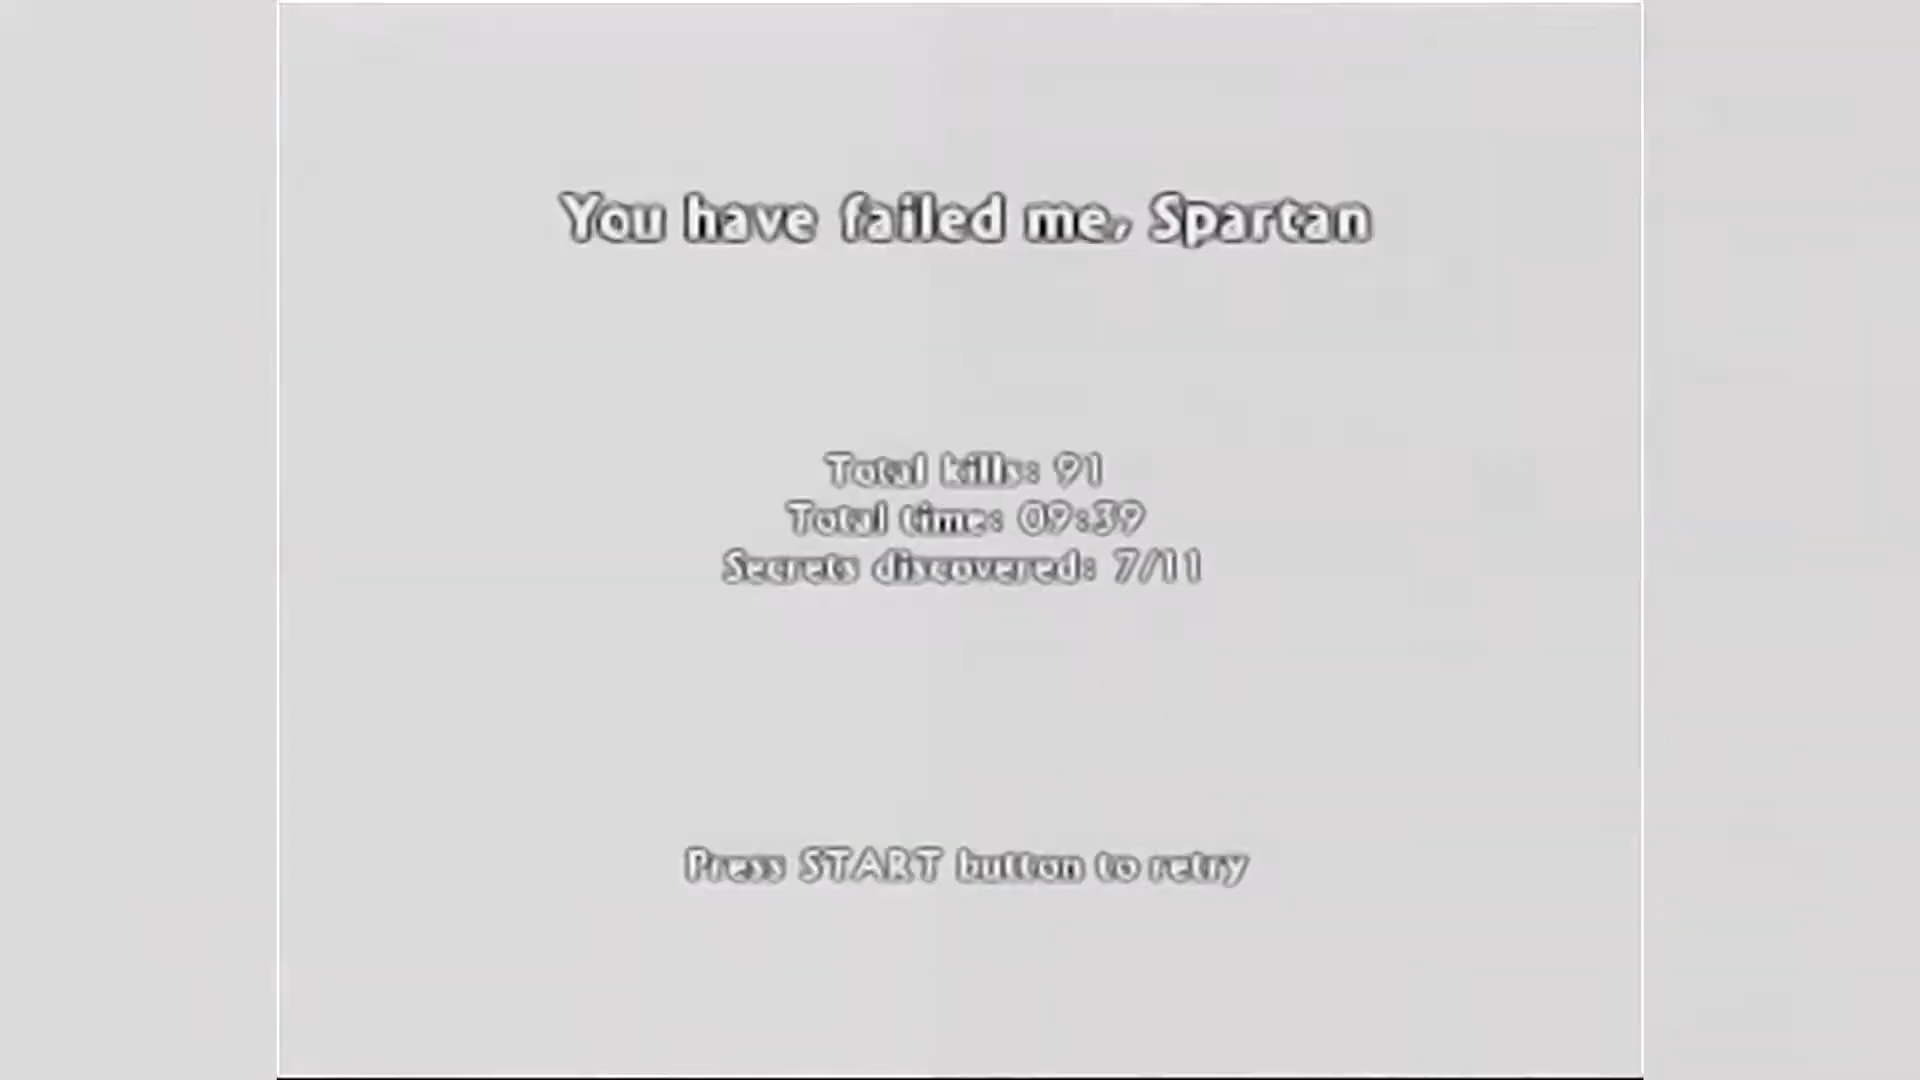 You have failed me, Spartan
Total kills: 91
Total time: 09:39
Secrets discovered: 7/11
Press START button to retry